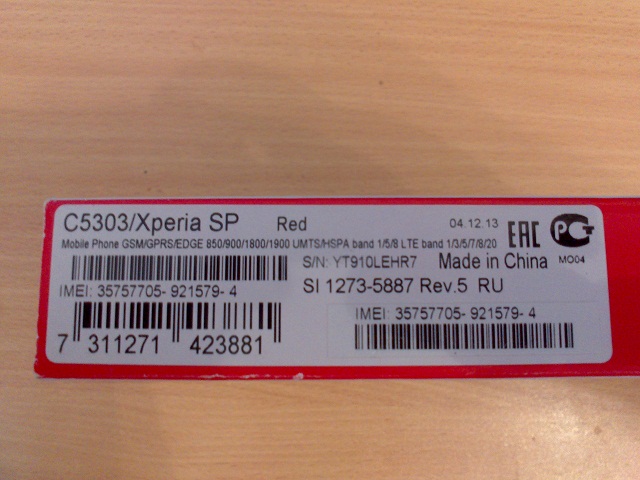 C5303/Xperia SP Red 04.12.13 EAC PG
Mobile Phone GSM/GPRS/EDGE 850/900/1800/1900 UMTS/HSPA band 1/5/8 LTE band 1/3/5/7/8/20
S/N: YT910LEHR7 Made in China MO04
IMEI: 35757705- 921579- 4
SI 1273-5887 Rev.5 RU
IMEI: 35757705- 921579- 4
7 311271 423881